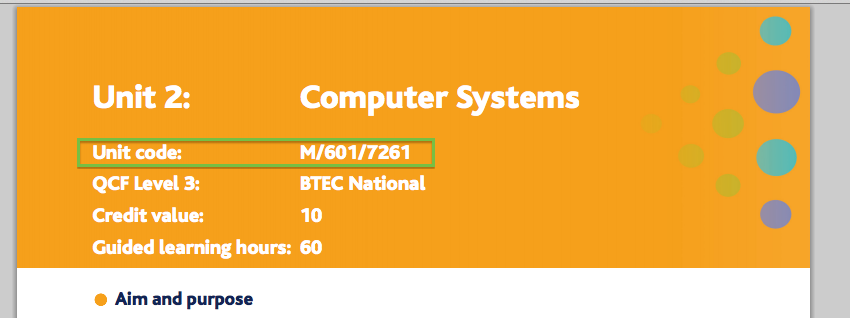 Unit 2: Computer Systems
Unit code: M/601/7261
QCF Level 3: BTEC National
Credit value: 10
Guided learning hours: 60
Aim and purpose